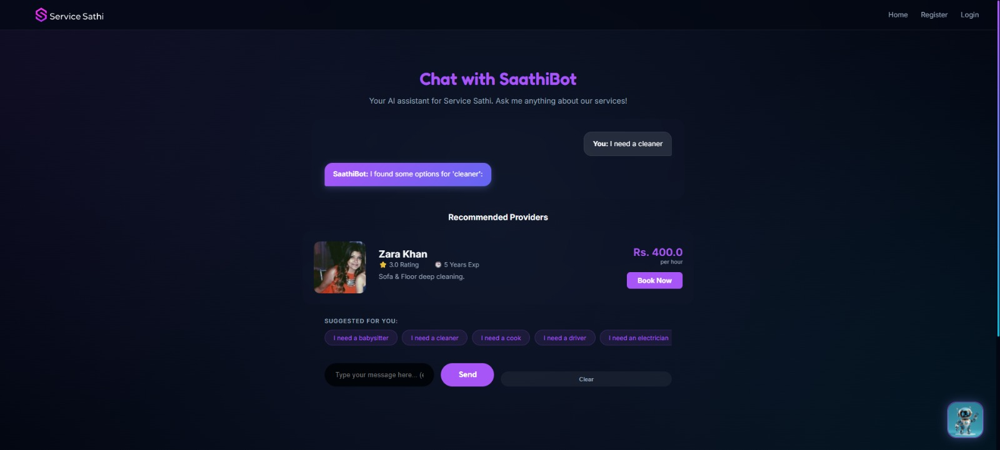 Service Sathi
Home Register Login
Chat with SaathiBot
Your AI assistant for Service Sathi. Ask me anything about our services!
You: I need a cleaner
SaathiBot: I found some options for 'cleaner':
Recommended Providers
Zara Khan
3.0 Rating 5 Years Exp
Sofa & Floor deep cleaning.
Rs. 400.0
per hour
Book Now
SUGGESTED FOR YOU:
I need a babysitter I need a cleaner I need a cook I need a driver I need an electrician
Type your message here... (e Send Clear